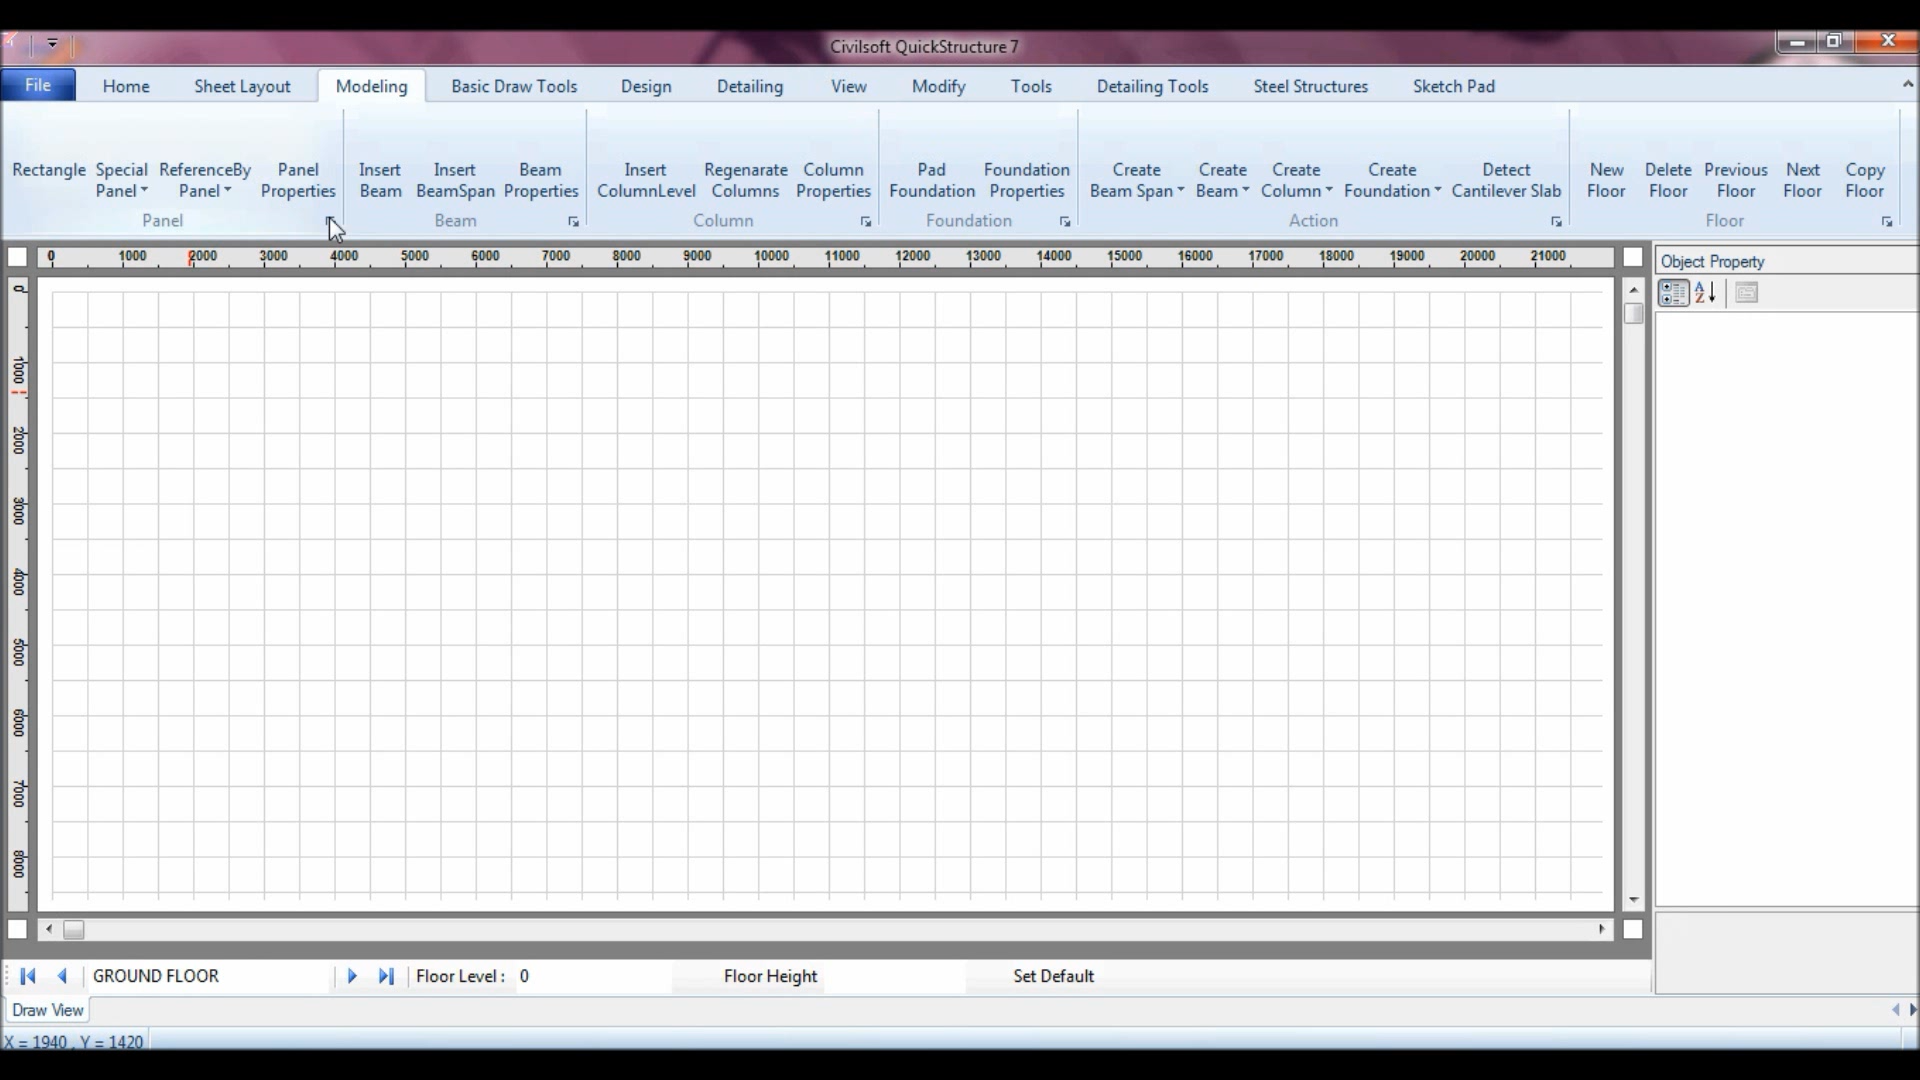 Civilsoft QuickStructure 7
File Home Sheet Layout Modeling Basic Draw Tools Design Detailing View Modify Tools Detailing Tools Steel Structures Sketch Pad
Rectangle Special Panel ReferenceBy Panel Panel Properties Insert Beam Insert BeamSpan Beam Properties Insert ColumnLevel Regenarate Columns Column Properties Pad Foundation Foundation Properties Create Beam Span Create Beam Create Column Create Foundation Detect Cantilever Slab New Floor Delete Floor Previous Floor Next Floor Copy Floor
Panel Beam Column Foundation Action Floor
0 1000 2000 3000 4000 5000 6000 7000 8000 9000 10000 11000 12000 13000 14000 15000 16000 17000 18000 19000 20000 21000
Object Property
0
1000
2000
3000
4000
5000
6000
7000
8000
GROUND FLOOR Floor Level : 0 Floor Height Set Default
Draw View
X = 1940 , Y = 1420